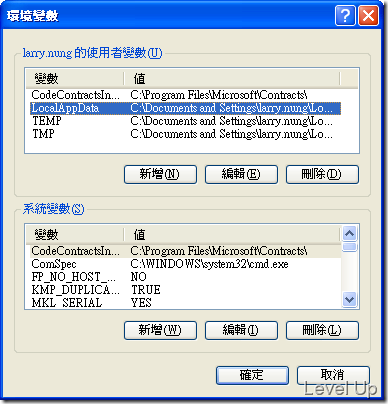 環境變數
larry.nung 的使用者變數(U)
變數 值
CodeContractsIn... C:\Program Files\Microsoft\Contracts\
LocalAppData C:\Documents and Settings\larry.nung\Lo...
TEMP C:\Documents and Settings\larry.nung\Lo...
TMP C:\Documents and Settings\larry.nung\Lo...
新增(N) 編輯(E) 刪除(D)
系統變數(S)
變數 值
CodeContractsIn... C:\Program Files\Microsoft\Contracts\
ComSpec C:\WINDOWS\system32\cmd.exe
FP_NO_HOST_... NO
KMP_DUPLICA... TRUE
MKL_SERIAL YES
新增(W) 編輯(I) 刪除(L)
確定 取消
Level Up